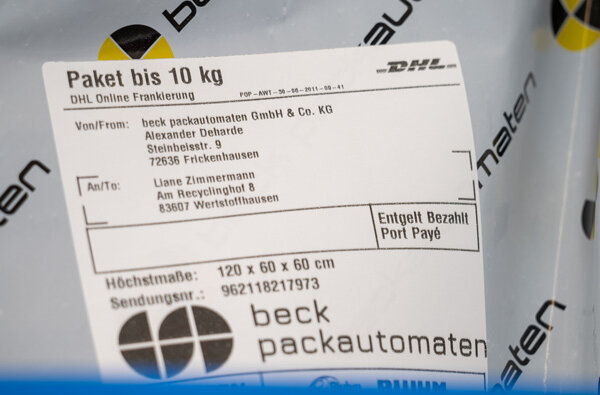 beck
packautomaten
Paket bis 10 kg
DHL
DHL Online Frankierung
POP-AWT-30-08-2011-09-41
Von/From: beck packautomaten GmbH & Co. KG
Alexander Deharde
Steinbeisstr. 9
72636 Frickenhausen
An/To: Liane Zimmermann
Am Recyclinghof 8
83607 Wertstoffhausen
Entgelt Bezahlt
Port Payé
Höchstmaße: 120 x 60 x 60 cm
Sendungsnr.: 962118217973
beck
packautomaten